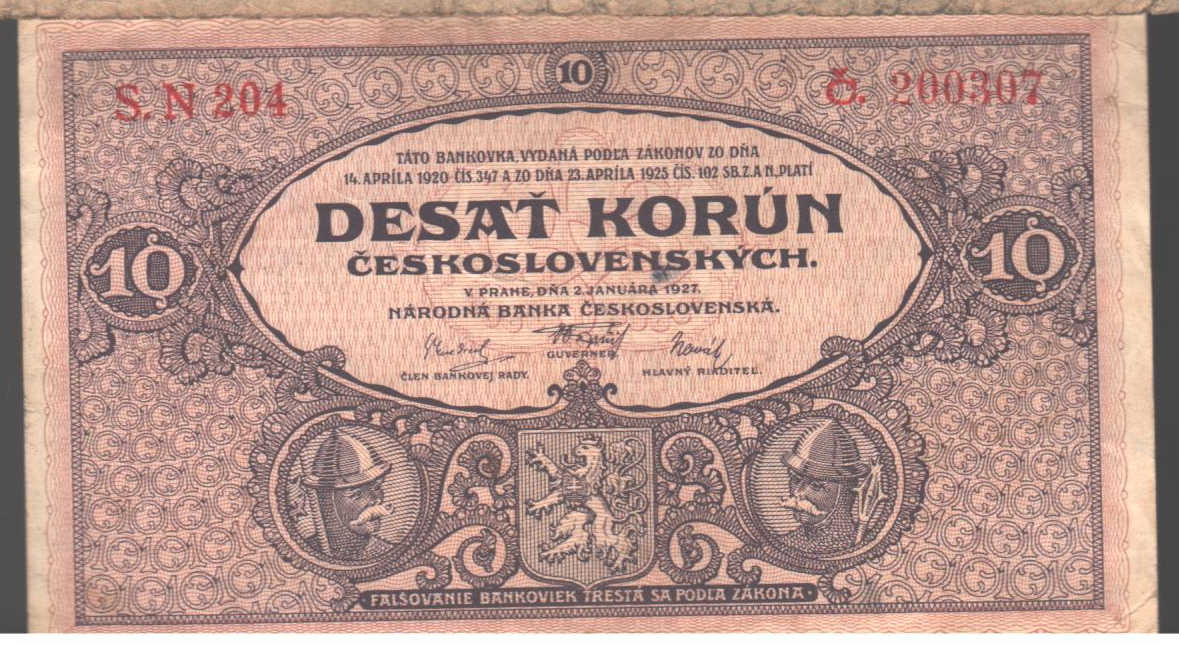 10
S. N 204
Č. 200307
TÁTO BANKOVKA, VYDANÁ PODĽA ZÁKONOV ZO DŇA
14. APRÍLA 1920 ČÍS. 347 A ZO DŇA 23. APRÍLA 1925 ČÍS. 102 SB. Z. A N., PLATÍ
DESAŤ KORÚN
ČESKOSLOVENSKÝCH.
10
10
V PRAHE, DŇA 2. JANUÁRA 1927.
NÁRODNÁ BANKA ČESKOSLOVENSKÁ.
GUVERNER.
ČLEN BANKOVEJ RADY.
HLAVNÝ RIADITEĽ.
FALŠOVANIE BANKOVIEK TRESTÁ SA PODĽA ZÁKONA